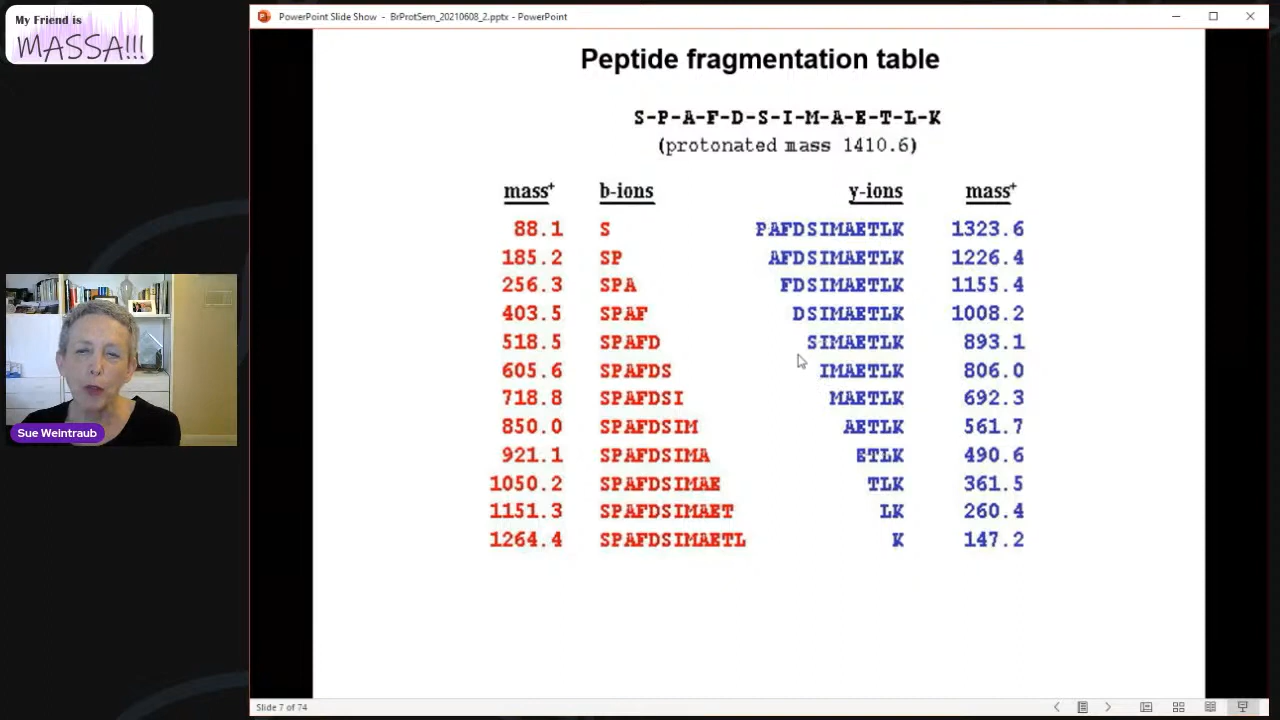 My Friend is
MASSA!!!
PowerPoint Slide Show - BrProtSem_20210608_2.pptx - PowerPoint
Peptide fragmentation table
S-P-A-F-D-S-I-M-A-E-T-L-K
(protonated mass 1410.6)
mass+ b-ions y-ions mass+
88.1 S PAFDSIMAETLK 1323.6
185.2 SP AFDSIMAETLK 1226.4
256.3 SPA FDSIMAETLK 1155.4
403.5 SPAF DSIMAETLK 1008.2
518.5 SPAFD SIMAETLK 893.1
605.6 SPAFDS IMAETLK 806.0
718.8 SPAFDSI MAETLK 692.3
850.0 SPAFDSIM AETLK 561.7
921.1 SPAFDSIMA ETLK 490.6
1050.2 SPAFDSIMAE TLK 361.5
1151.3 SPAFDSIMAET LK 260.4
1264.4 SPAFDSIMAETL K 147.2
Sue Weintraub
Slide 7 of 74